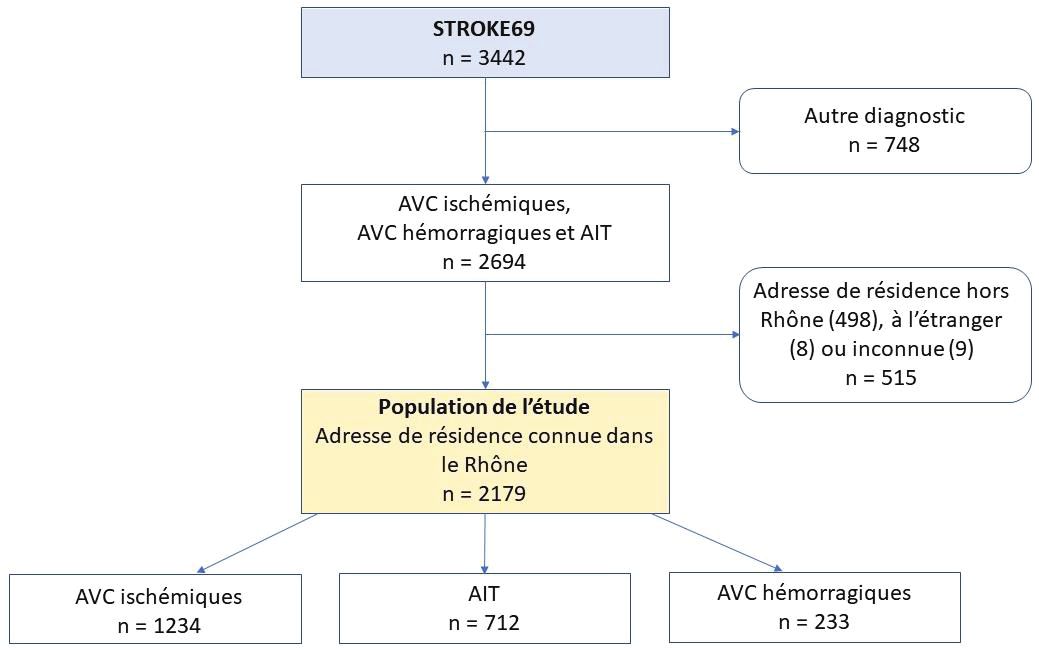 STROKE69
n = 3442
Autre diagnostic
n = 748
AVC ischémiques,
AVC hémorragiques et AIT
n = 2694
Adresse de résidence hors
Rhône (498), à l’étranger
(8) ou inconnue (9)
n = 515
Population de l’étude
Adresse de résidence connue dans
le Rhône
n = 2179
AVC ischémiques
n = 1234
AIT
n = 712
AVC hémorragiques
n = 233